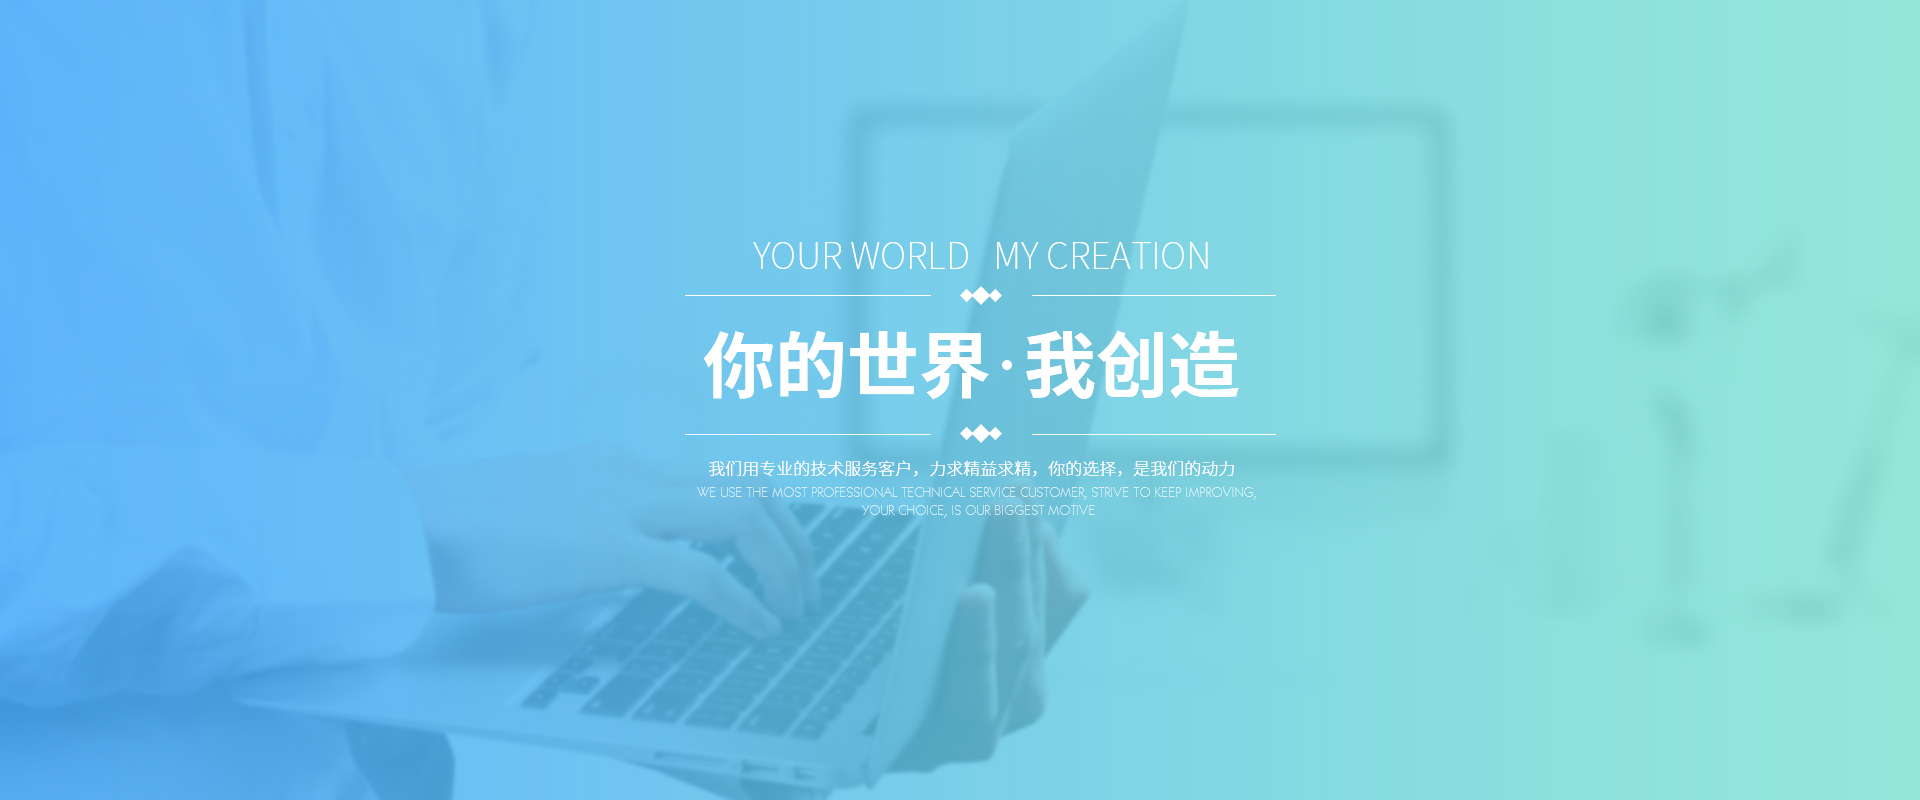 YOUR WORLD MY CREATION
你的世界·我创造
我们用专业的技术服务客户，力求精益求精，你的选择，是我们的动力
WE USE THE MOST PROFESSIONAL TECHNICAL SERVICE CUSTOMER, STRIVE TO KEEP IMPROVING,
YOUR CHOICE, IS OUR BIGGEST MOTIVE